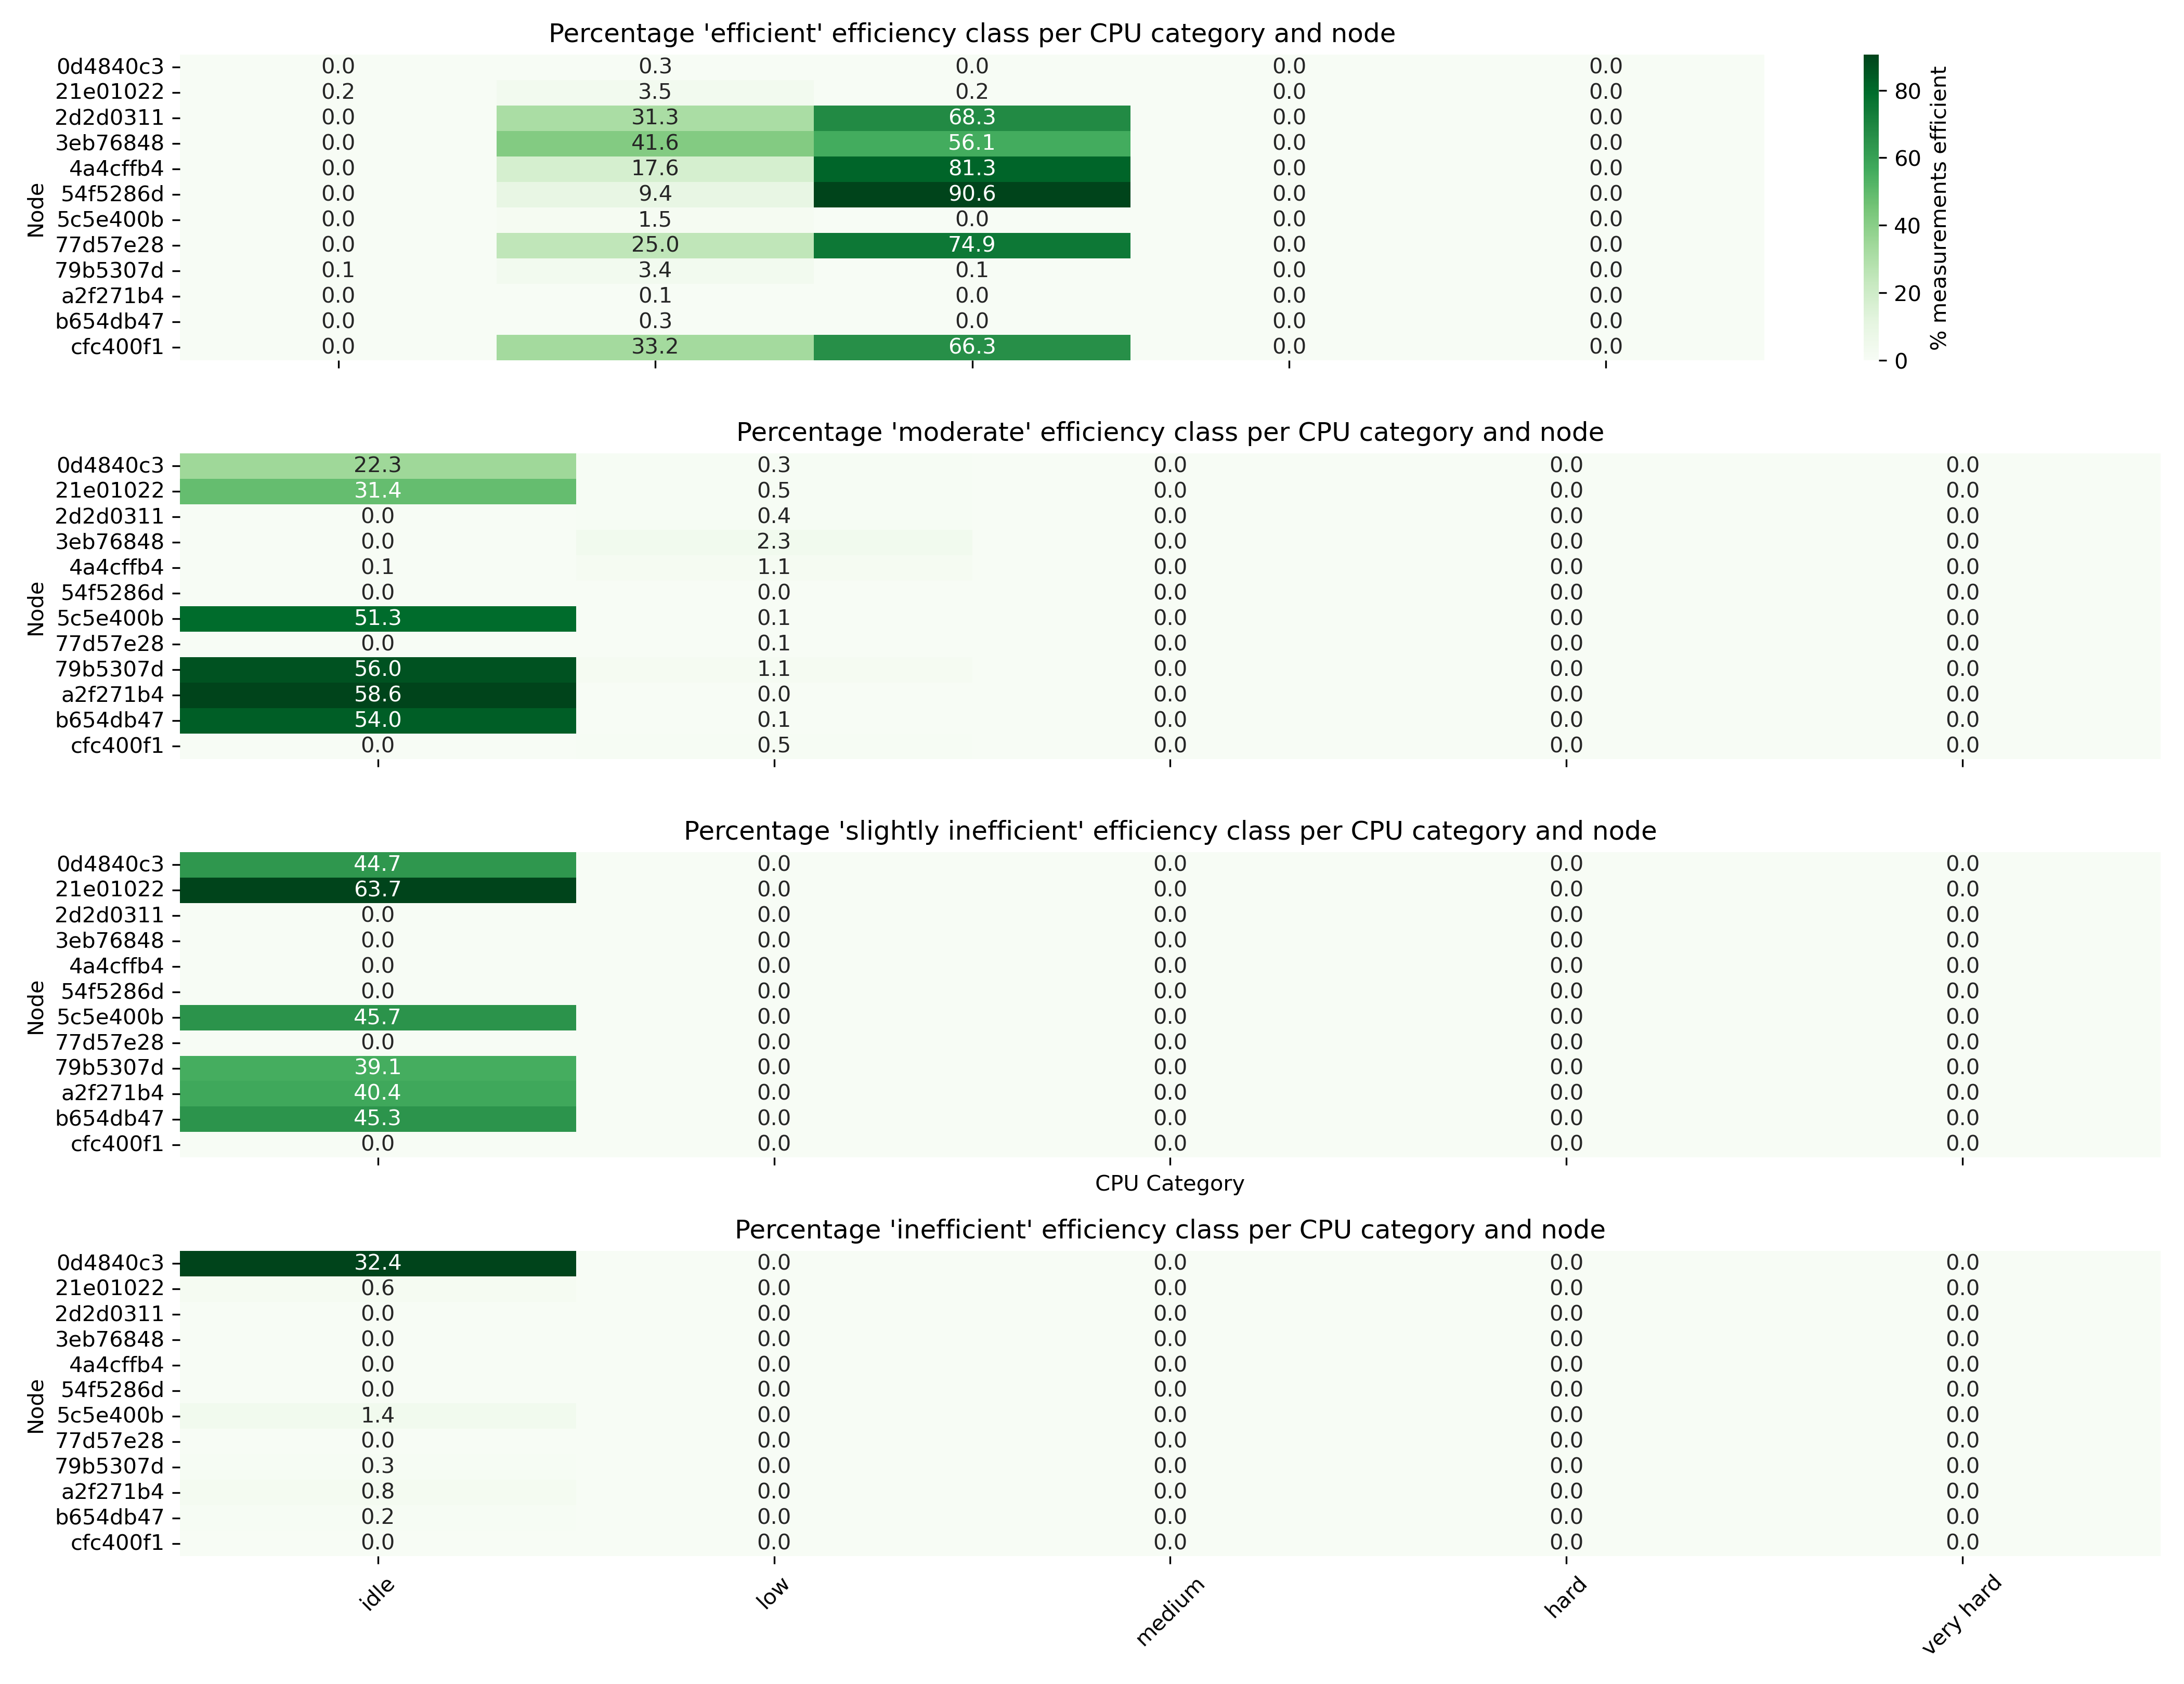 Percentage 'efficient' efficiency class per CPU category and node
0d4840c3 0.0 0.3 0.0 0.0 0.0
21e01022 0.2 3.5 0.2 0.0 0.0
2d2d0311 0.0 31.3 68.3 0.0 0.0
3eb76848 0.0 41.6 56.1 0.0 0.0
4a4cffb4 0.0 17.6 81.3 0.0 0.0
54f5286d 0.0 9.4 90.6 0.0 0.0
5c5e400b 0.0 1.5 0.0 0.0 0.0
77d57e28 0.0 25.0 74.9 0.0 0.0
79b5307d 0.1 3.4 0.1 0.0 0.0
a2f271b4 0.0 0.1 0.0 0.0 0.0
b654db47 0.0 0.3 0.0 0.0 0.0
cfc400f1 0.0 33.2 66.3 0.0 0.0
Node
80
60
40
20
0
% measurements efficient
Percentage 'moderate' efficiency class per CPU category and node
0d4840c3 22.3 0.3 0.0 0.0 0.0
21e01022 31.4 0.5 0.0 0.0 0.0
2d2d0311 0.0 0.4 0.0 0.0 0.0
3eb76848 0.0 2.3 0.0 0.0 0.0
4a4cffb4 0.1 1.1 0.0 0.0 0.0
54f5286d 0.0 0.0 0.0 0.0 0.0
5c5e400b 51.3 0.1 0.0 0.0 0.0
77d57e28 0.0 0.1 0.0 0.0 0.0
79b5307d 56.0 1.1 0.0 0.0 0.0
a2f271b4 58.6 0.0 0.0 0.0 0.0
b654db47 54.0 0.1 0.0 0.0 0.0
cfc400f1 0.0 0.5 0.0 0.0 0.0
Node
Percentage 'slightly inefficient' efficiency class per CPU category and node
0d4840c3 44.7 0.0 0.0 0.0 0.0
21e01022 63.7 0.0 0.0 0.0 0.0
2d2d0311 0.0 0.0 0.0 0.0 0.0
3eb76848 0.0 0.0 0.0 0.0 0.0
4a4cffb4 0.0 0.0 0.0 0.0 0.0
54f5286d 0.0 0.0 0.0 0.0 0.0
5c5e400b 45.7 0.0 0.0 0.0 0.0
77d57e28 0.0 0.0 0.0 0.0 0.0
79b5307d 39.1 0.0 0.0 0.0 0.0
a2f271b4 40.4 0.0 0.0 0.0 0.0
b654db47 45.3 0.0 0.0 0.0 0.0
cfc400f1 0.0 0.0 0.0 0.0 0.0
Node
CPU Category
Percentage 'inefficient' efficiency class per CPU category and node
0d4840c3 32.4 0.0 0.0 0.0 0.0
21e01022 0.6 0.0 0.0 0.0 0.0
2d2d0311 0.0 0.0 0.0 0.0 0.0
3eb76848 0.0 0.0 0.0 0.0 0.0
4a4cffb4 0.0 0.0 0.0 0.0 0.0
54f5286d 0.0 0.0 0.0 0.0 0.0
5c5e400b 1.4 0.0 0.0 0.0 0.0
77d57e28 0.0 0.0 0.0 0.0 0.0
79b5307d 0.3 0.0 0.0 0.0 0.0
a2f271b4 0.8 0.0 0.0 0.0 0.0
b654db47 0.2 0.0 0.0 0.0 0.0
cfc400f1 0.0 0.0 0.0 0.0 0.0
Node
idle low medium hard very hard